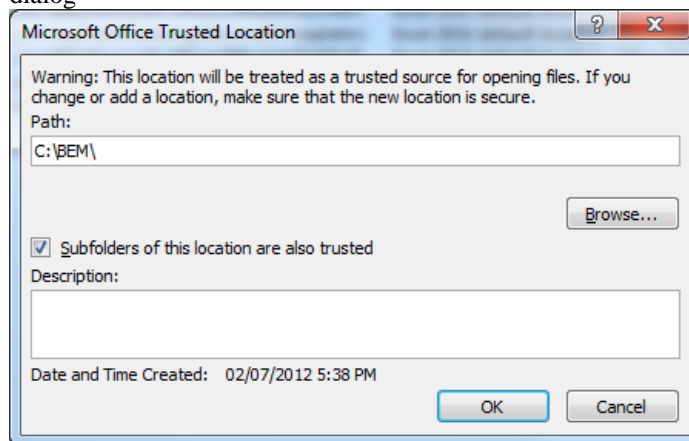 dialog
Microsoft Office Trusted Location
Warning: This location will be treated as a trusted source for opening files. If you
change or add a location, make sure that the new location is secure.
Path:
C:\BEM\
Browse...
Subfolders of this location are also trusted
Description:
Date and Time Created: 02/07/2012 5:38 PM
OK Cancel